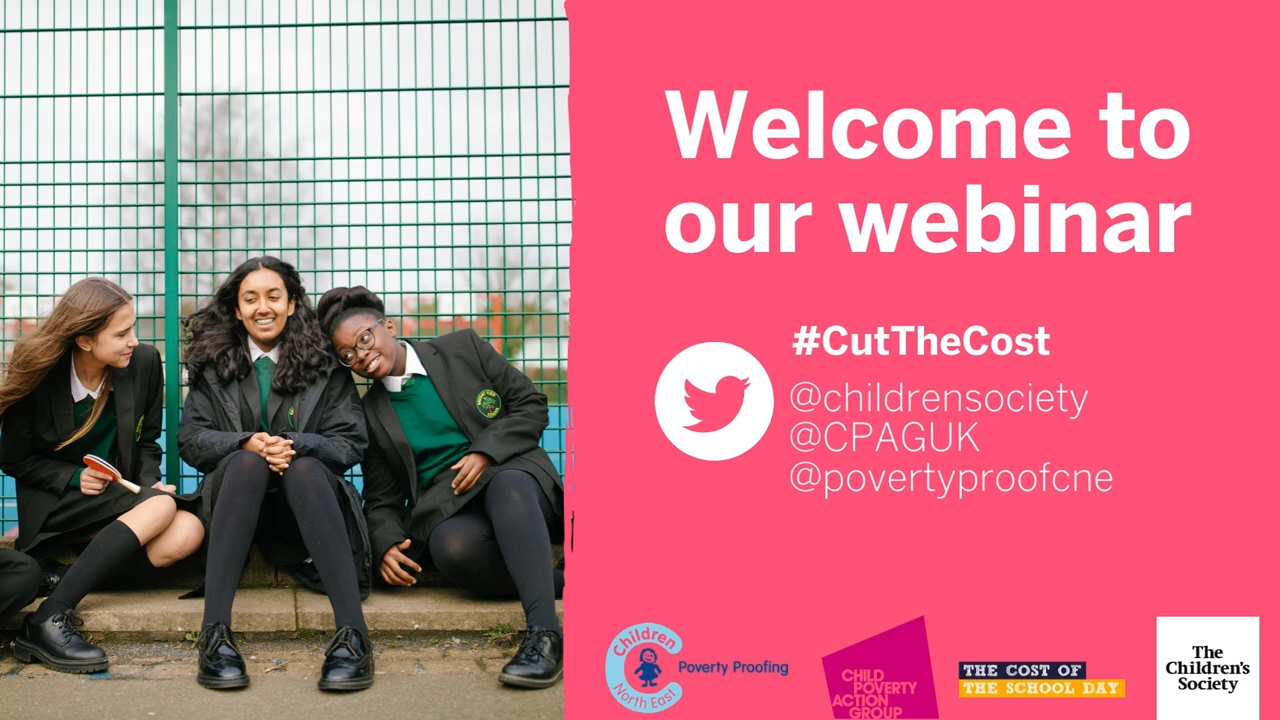 Welcome to
our webinar
#CutTheCost
@childrensociety
@CPAGUK
@povertyproofcne
Children
North East
Poverty Proofing
CHILD
POVERTY
ACTION
GROUP
THE COST OF
THE SCHOOL DAY
The
Children's
Society